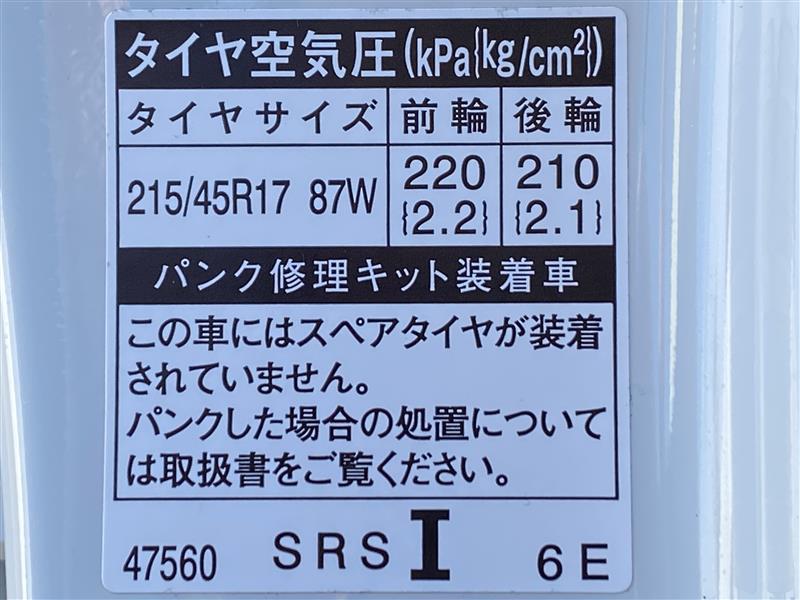 タイヤ空気圧(kPa{kg/cm²})
タイヤサイズ 前輪 後輪
215/45R17 87W 220 {2.2} 210 {2.1}
パンク修理キット装着車
この車にはスペアタイヤが装着
されていません。
パンクした場合の処置について
は取扱書をご覧ください。
47560 SRS I 6E